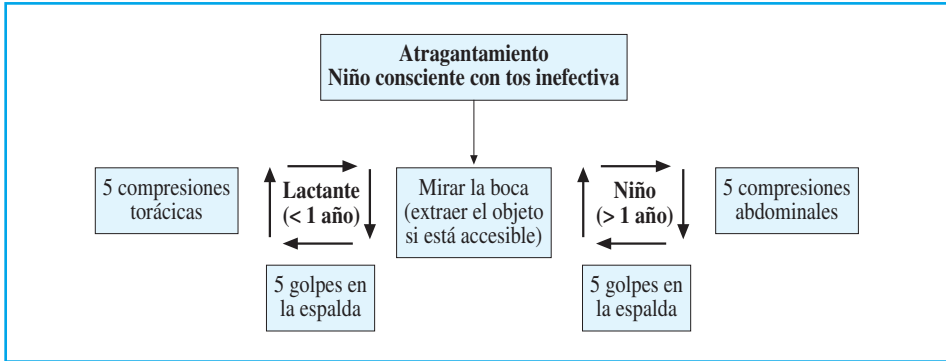 Atragantamiento
Niño consciente con tos inefectiva
5 compresiones
torácicas
Lactante
(< 1 año)
Mirar la boca
(extraer el objeto
si está accesible)
Niño
(> 1 año)
5 compresiones
abdominales
5 golpes en
la espalda
5 golpes en
la espalda